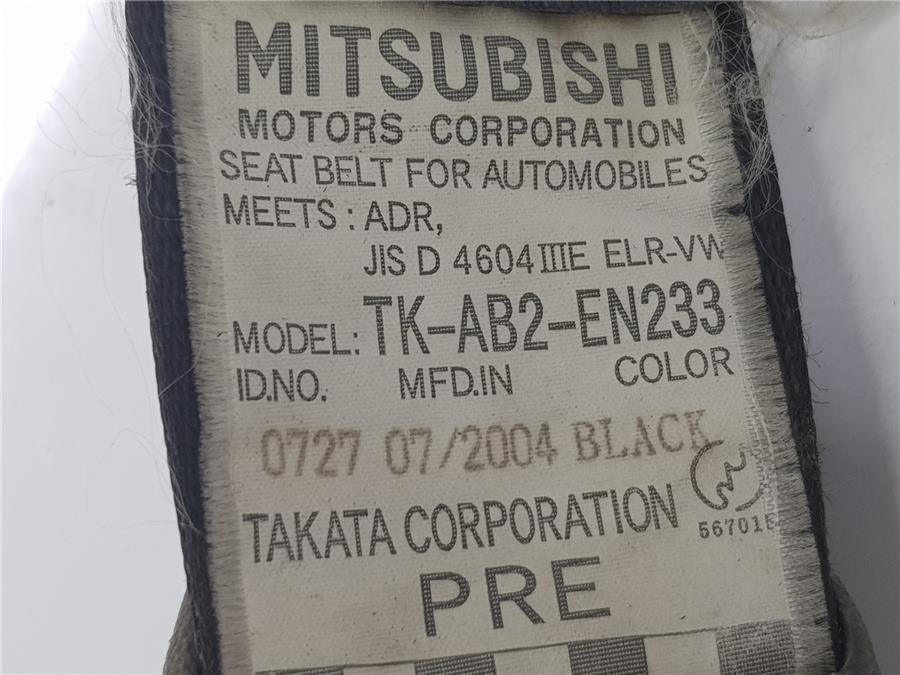 MITSUBISHI
MOTORS CORPORATION
SEAT BELT FOR AUTOMOBILES
MEETS : ADR,
JIS D 4604 IIIE ELR-VW
MODEL: TK-AB2-EN233
ID.NO. MFD.IN COLOR
0727 07/2004 BLACK
TAKATA CORPORATION
PRE